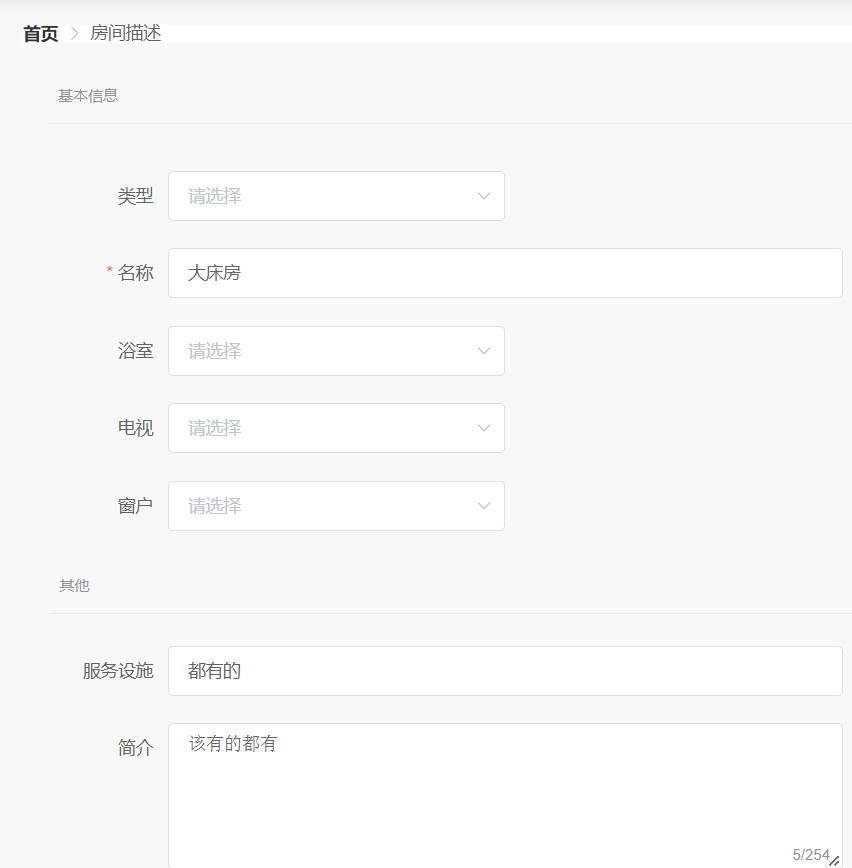 首页 > 房间描述
基本信息
类型 请选择
* 名称 大床房
浴室 请选择
电视 请选择
窗户 请选择
其他
服务设施 都有的
简介 该有的都有
5/254